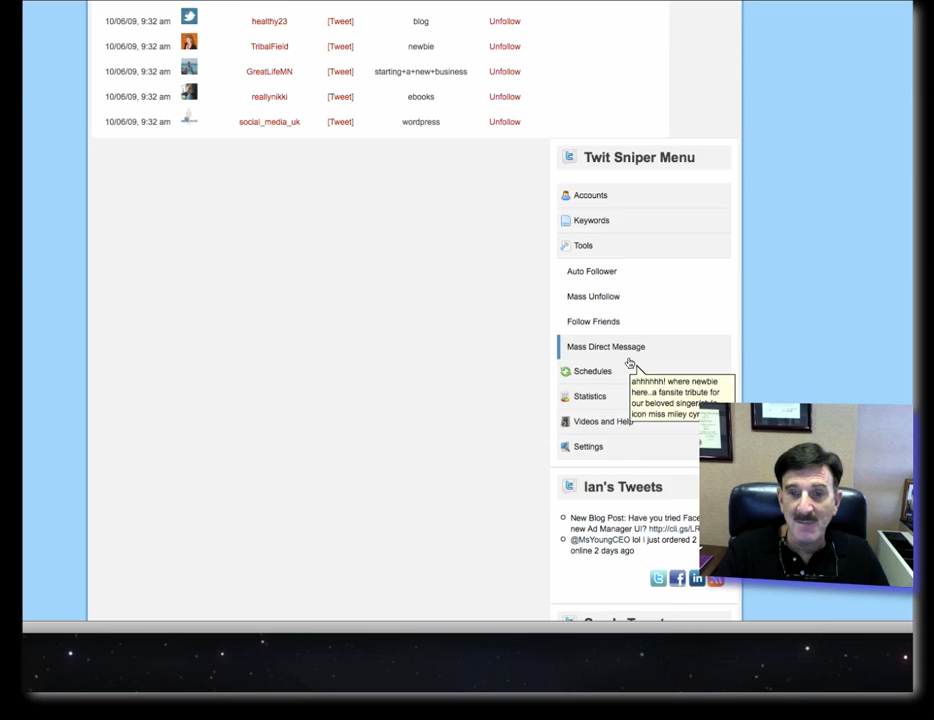 10/06/09, 9:32 am healthy23 [Tweet] blog Unfollow
10/06/09, 9:32 am TribalField [Tweet] newbie Unfollow
10/06/09, 9:32 am GreatLifeMN [Tweet] starting+a+new+business Unfollow
10/06/09, 9:32 am reallynikki [Tweet] ebooks Unfollow
10/06/09, 9:32 am social_media_uk [Tweet] wordpress Unfollow
Twit Sniper Menu
Accounts
Keywords
Tools
Auto Follower
Mass Unfollow
Follow Friends
Mass Direct Message
Schedules
ahhhhhh! where newbie
here..a fansite tribute for
our beloved singer
icon miss miley cyr
Statistics
Videos and Help
Settings
Ian's Tweets
New Blog Post: Have you tried Face
new Ad Manager UI? http://cli.gs/LR
@MsYoungCEO lol I just ordered 2
online 2 days ago